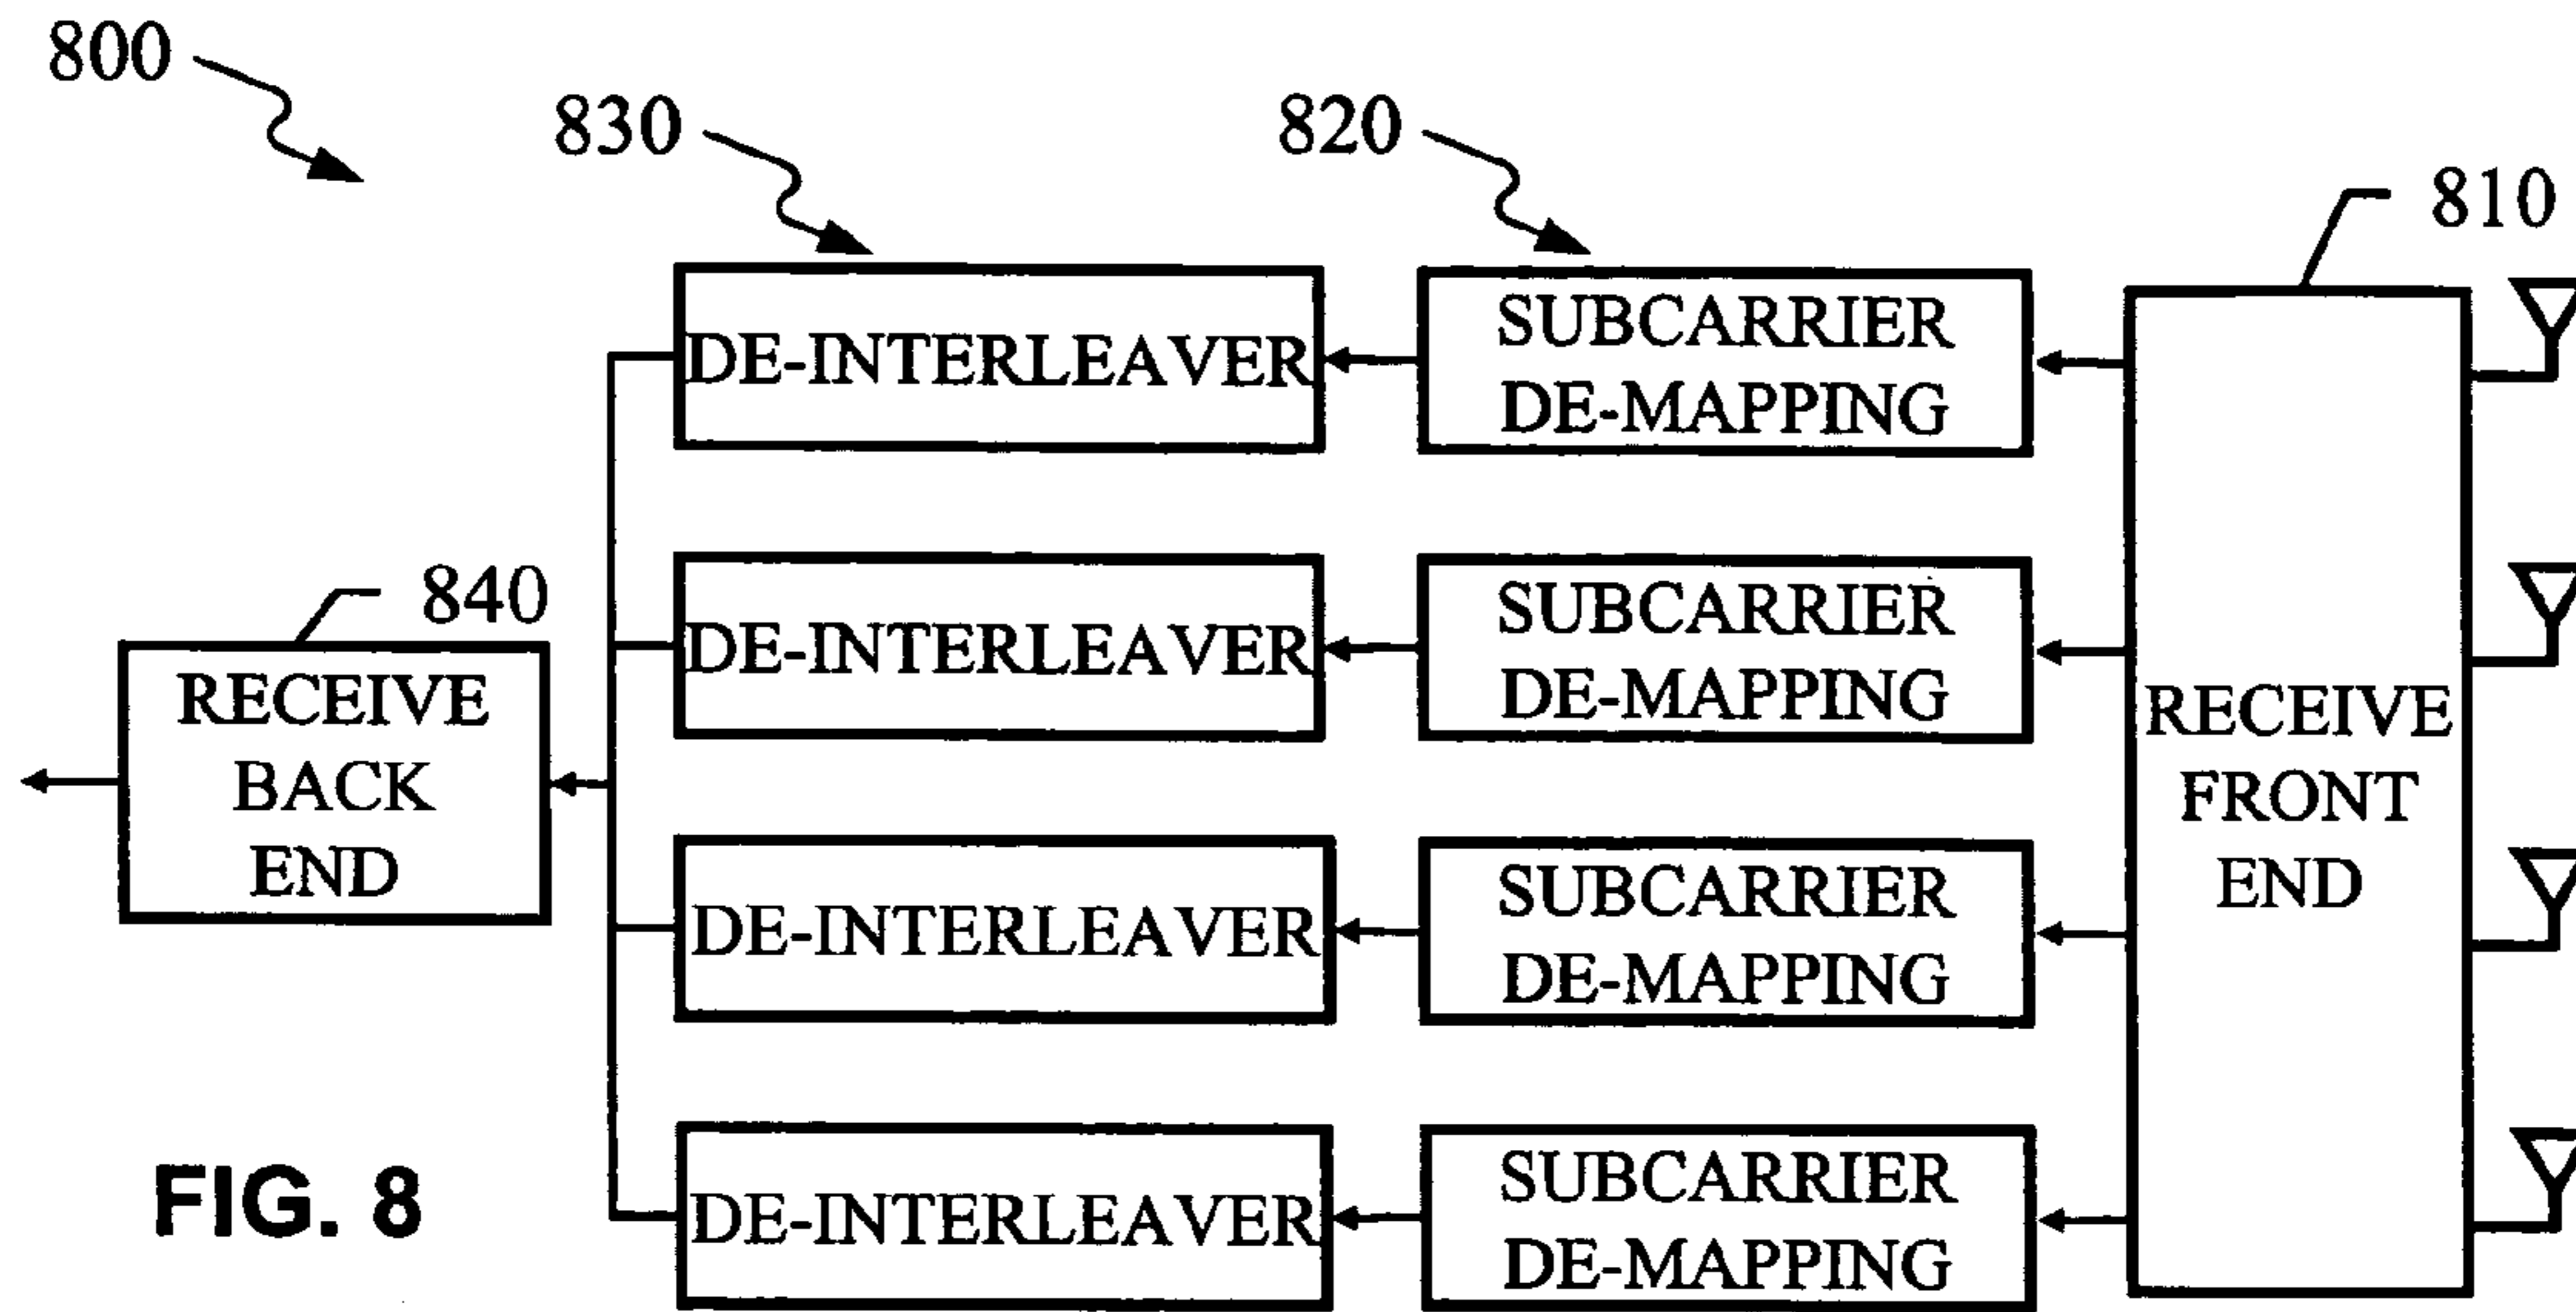 800
830
820
810
DE-INTERLEAVER
SUBCARRIER
DE-MAPPING
840
DE-INTERLEAVER
SUBCARRIER
DE-MAPPING
RECEIVE
BACK
END
RECEIVE
FRONT
END
DE-INTERLEAVER
SUBCARRIER
DE-MAPPING
FIG. 8
DE-INTERLEAVER
SUBCARRIER
DE-MAPPING